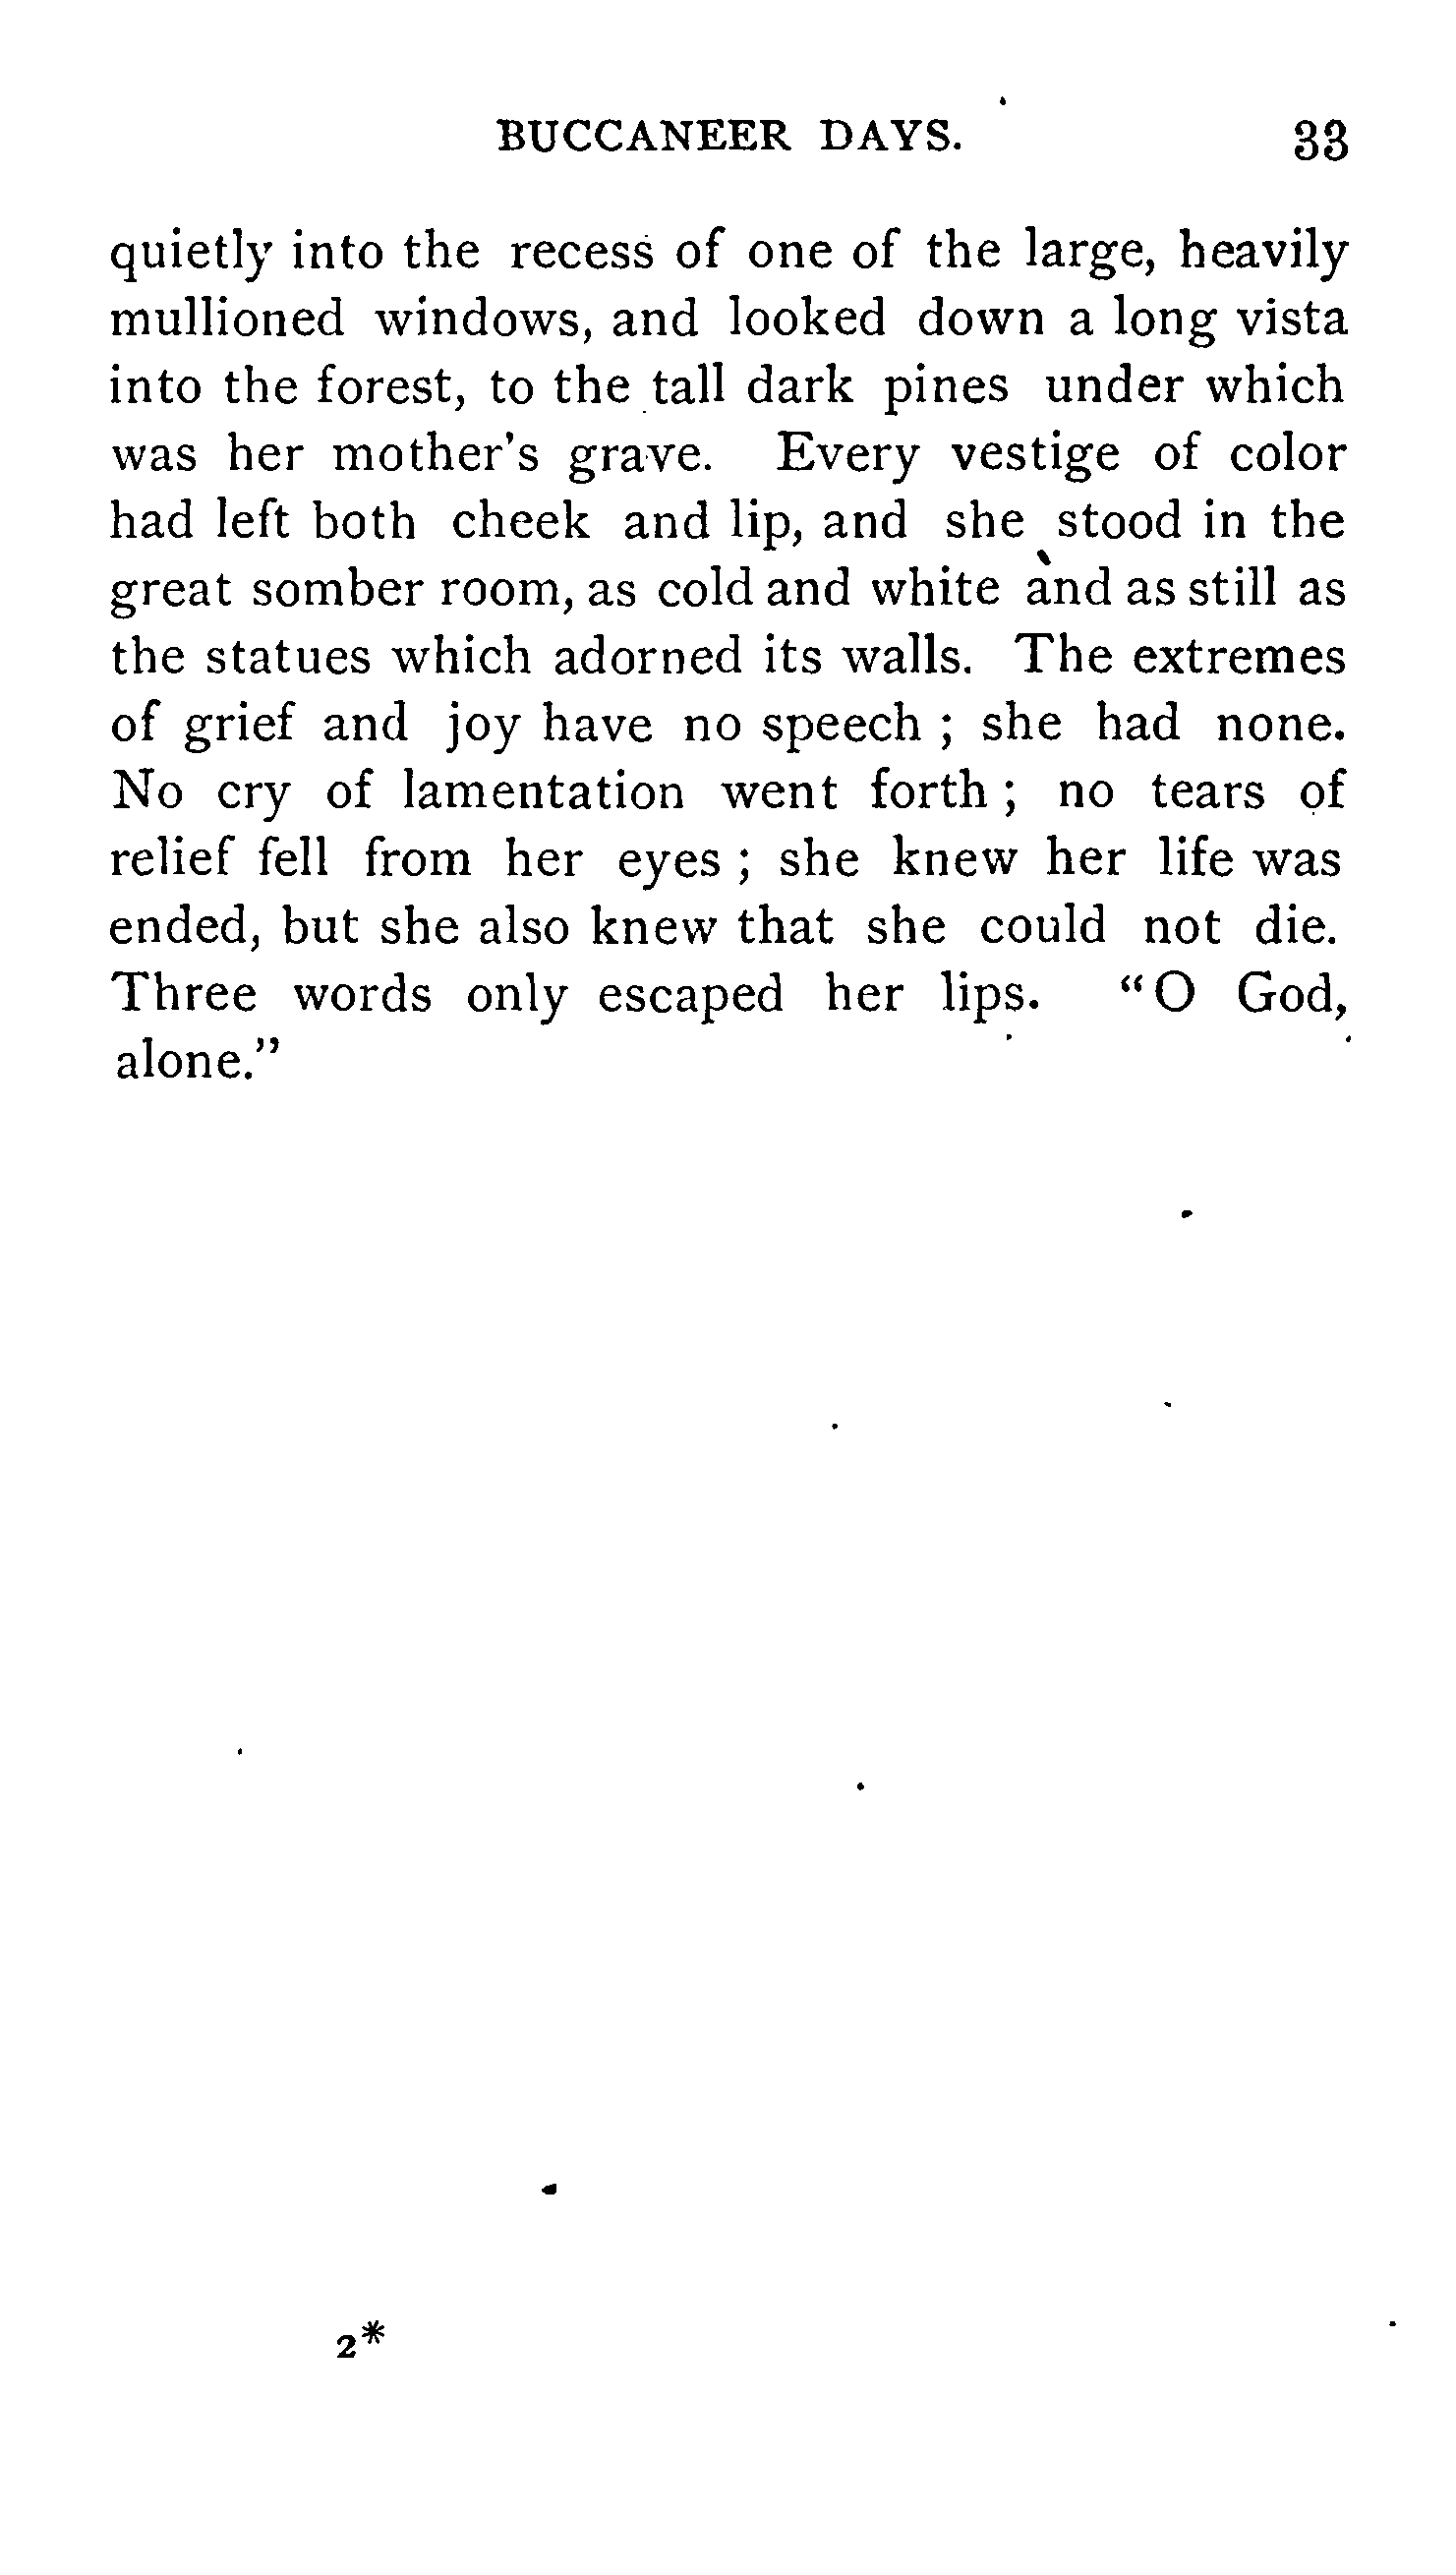 BUCCANEER DAYS. 33
quietly into the recess of one of the large, heavily
mullioned windows, and looked down a long vista
into the forest, to the tall dark pines under which
was her mother's grave. Every vestige of color
had left both cheek and lip, and she stood in the
great somber room, as cold and white and as still as
the statues which adorned its walls. The extremes
of grief and joy have no speech ; she had none.
No cry of lamentation went forth ; no tears of
relief fell from her eyes ; she knew her life was
ended, but she also knew that she could not die.
Three words only escaped her lips. “O God,
alone.”
2*